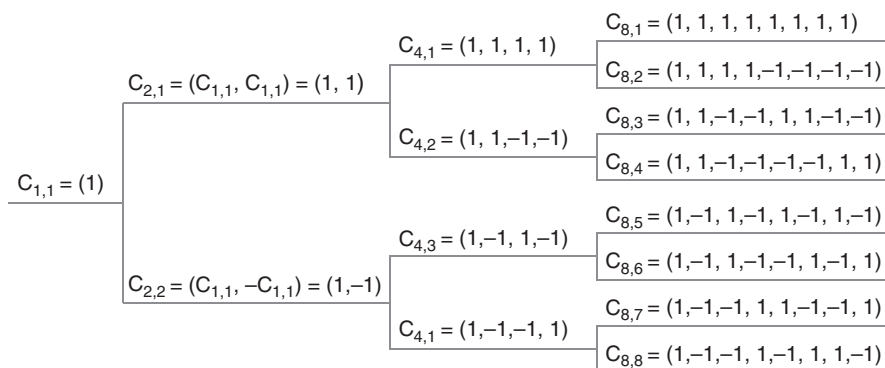 C8,1 = (1, 1, 1, 1, 1, 1, 1, 1)
C4,1 = (1, 1, 1, 1)
C8,2 = (1, 1, 1, 1,–1,–1,–1,–1)
C2,1 = (C1,1, C1,1) = (1, 1)
C8,3 = (1, 1,–1,–1, 1, 1,–1,–1)
C4,2 = (1, 1,–1,–1)
C8,4 = (1, 1,–1,–1,–1,–1, 1, 1)
C1,1 = (1)
C8,5 = (1,–1, 1,–1, 1,–1, 1,–1)
C4,3 = (1,–1, 1,–1)
C8,6 = (1,–1, 1,–1,–1, 1,–1, 1)
C2,2 = (C1,1, –C1,1) = (1,–1)
C8,7 = (1,–1,–1, 1, 1,–1,–1, 1)
C4,1 = (1,–1,–1, 1)
C8,8 = (1,–1,–1, 1,–1, 1, 1,–1)